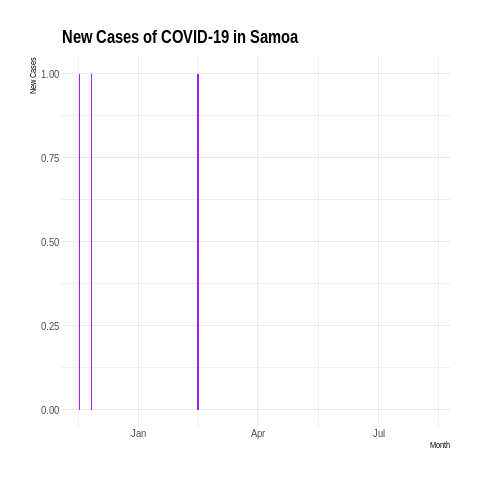 New Cases of COVID-19 in Samoa
New Cases
1.00
0.75
0.50
0.25
0.00
Jan
Apr
Jul
Month